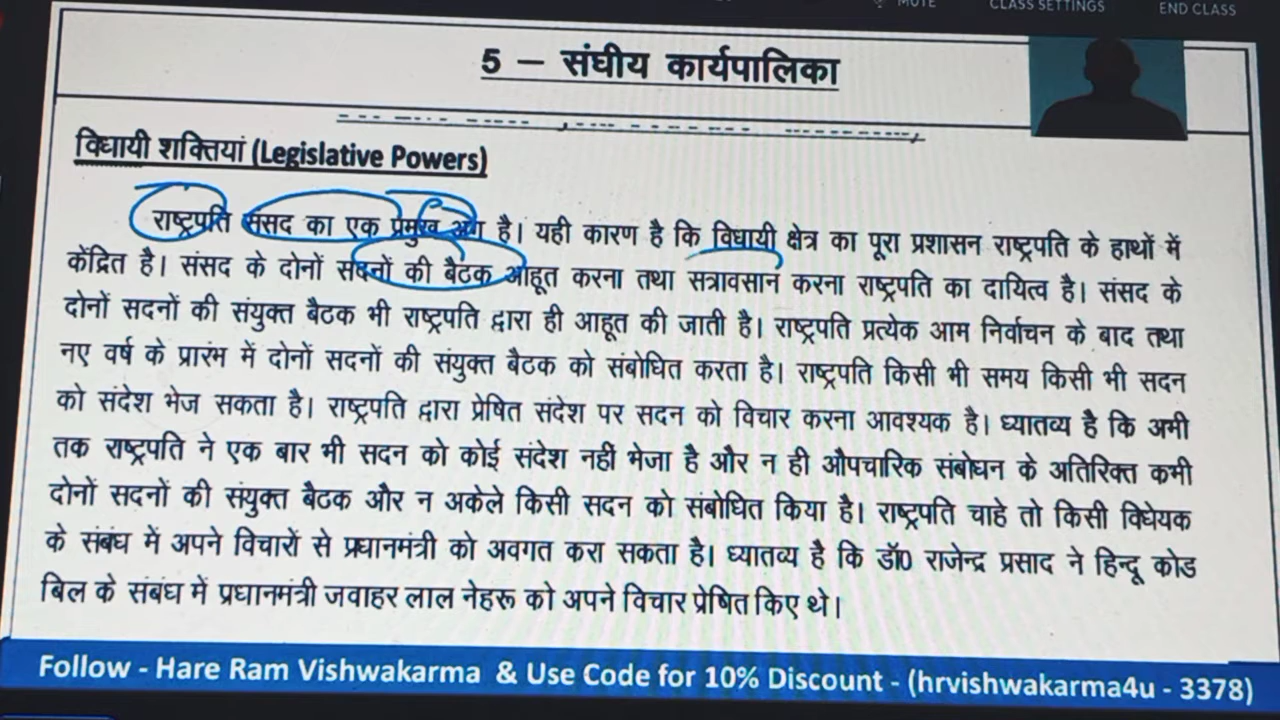 MUTE CLASS SETTINGS END CLASS
5 – संघीय कार्यपालिका
विधायी शक्तियां (Legislative Powers)
राष्ट्रपति संसद का एक प्रमुख अंग है। यही कारण है कि विधायी क्षेत्र का पूरा प्रशासन राष्ट्रपति के हाथों में
केंद्रित है। संसद के दोनों सदनों की बैठक आहूत करना तथा सत्रावसान करना राष्ट्रपति का दायित्व है। संसद के
दोनों सदनों की संयुक्त बैठक भी राष्ट्रपति द्वारा ही आहूत की जाती है। राष्ट्रपति प्रत्येक आम निर्वाचन के बाद तथा
नए वर्ष के प्रारंभ में दोनों सदनों की संयुक्त बैठक को संबोधित करता है। राष्ट्रपति किसी भी समय किसी भी सदन
को संदेश भेज सकता है। राष्ट्रपति द्वारा प्रेषित संदेश पर सदन को विचार करना आवश्यक है। ध्यातव्य है कि अभी
तक राष्ट्रपति ने एक बार भी सदन को कोई संदेश नहीं भेजा है और न ही औपचारिक संबोधन के अतिरिक्त कभी
दोनों सदनों की संयुक्त बैठक और न अकेले किसी सदन को संबोधित किया है। राष्ट्रपति चाहे तो किसी विधेयक
के संबंध में अपने विचारों से प्रधानमंत्री को अवगत करा सकता है। ध्यातव्य है कि डॉ0 राजेन्द्र प्रसाद ने हिन्दू कोड
बिल के संबंध में प्रधानमंत्री जवाहर लाल नेहरू को अपने विचार प्रेषित किए थे।
Follow - Hare Ram Vishwakarma & Use Code for 10% Discount - (hrvishwakarma4u - 3378)